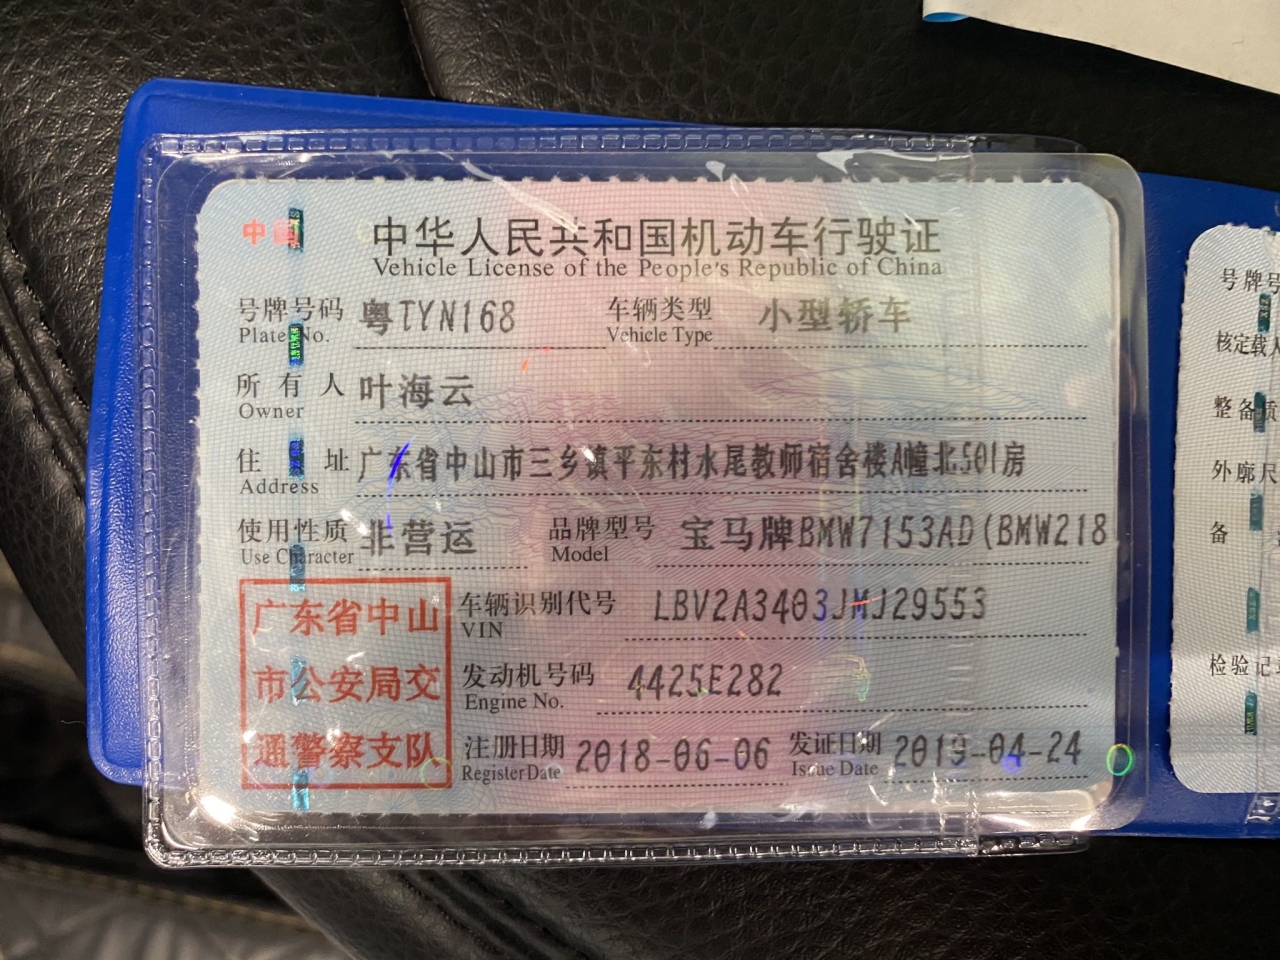 中国
中华人民共和国机动车行驶证
Vehicle License of the People's Republic of China
号牌号码 粤TYN168 车辆类型 小型轿车
Plate No. Vehicle Type
所有人 叶海云
Owner
住址 广东省中山市三乡镇平东村水尾教师宿舍楼A幢北501房
Address
使用性质 非营运 品牌型号 宝马牌BMW7153AD(BMW218
Use Character Model
广东省中山
市公安局交
通警察支队
车辆识别代号 LBV2A3403JMJ29553
VIN
发动机号码 4425E282
Engine No.
注册日期 2018-06-06 发证日期 2019-04-24
Register Date Issue Date
号牌号
核定载人
整备质
外廓尺
备
检验记